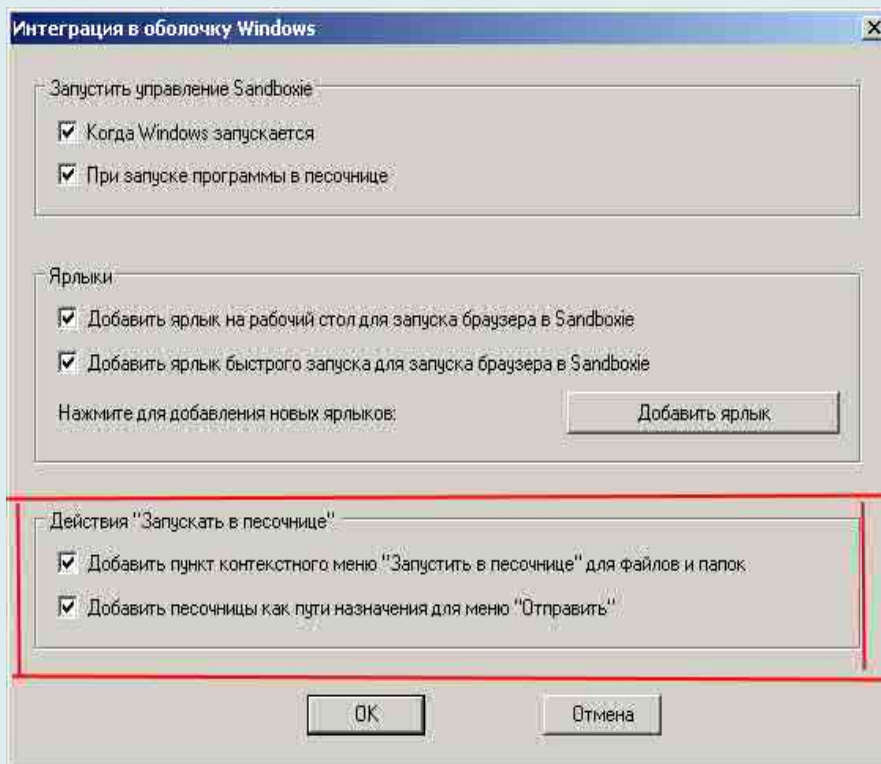 Интеграция в оболочку Windows
Запустить управление Sandboxie
Когда Windows запускается
При запуске программы в песочнице
Ярлыки
Добавить ярлык на рабочий стол для запуска браузера в Sandboxie
Добавить ярлык быстрого запуска для запуска браузера в Sandboxie
Нажмите для добавления новых ярлыков: Добавить ярлык
Действия "Запускать в песочнице"
Добавить пункт контекстного меню "Запустить в песочнице" для файлов и папок
Добавить песочницы как пути назначения для меню "Отправить"
OK Отмена